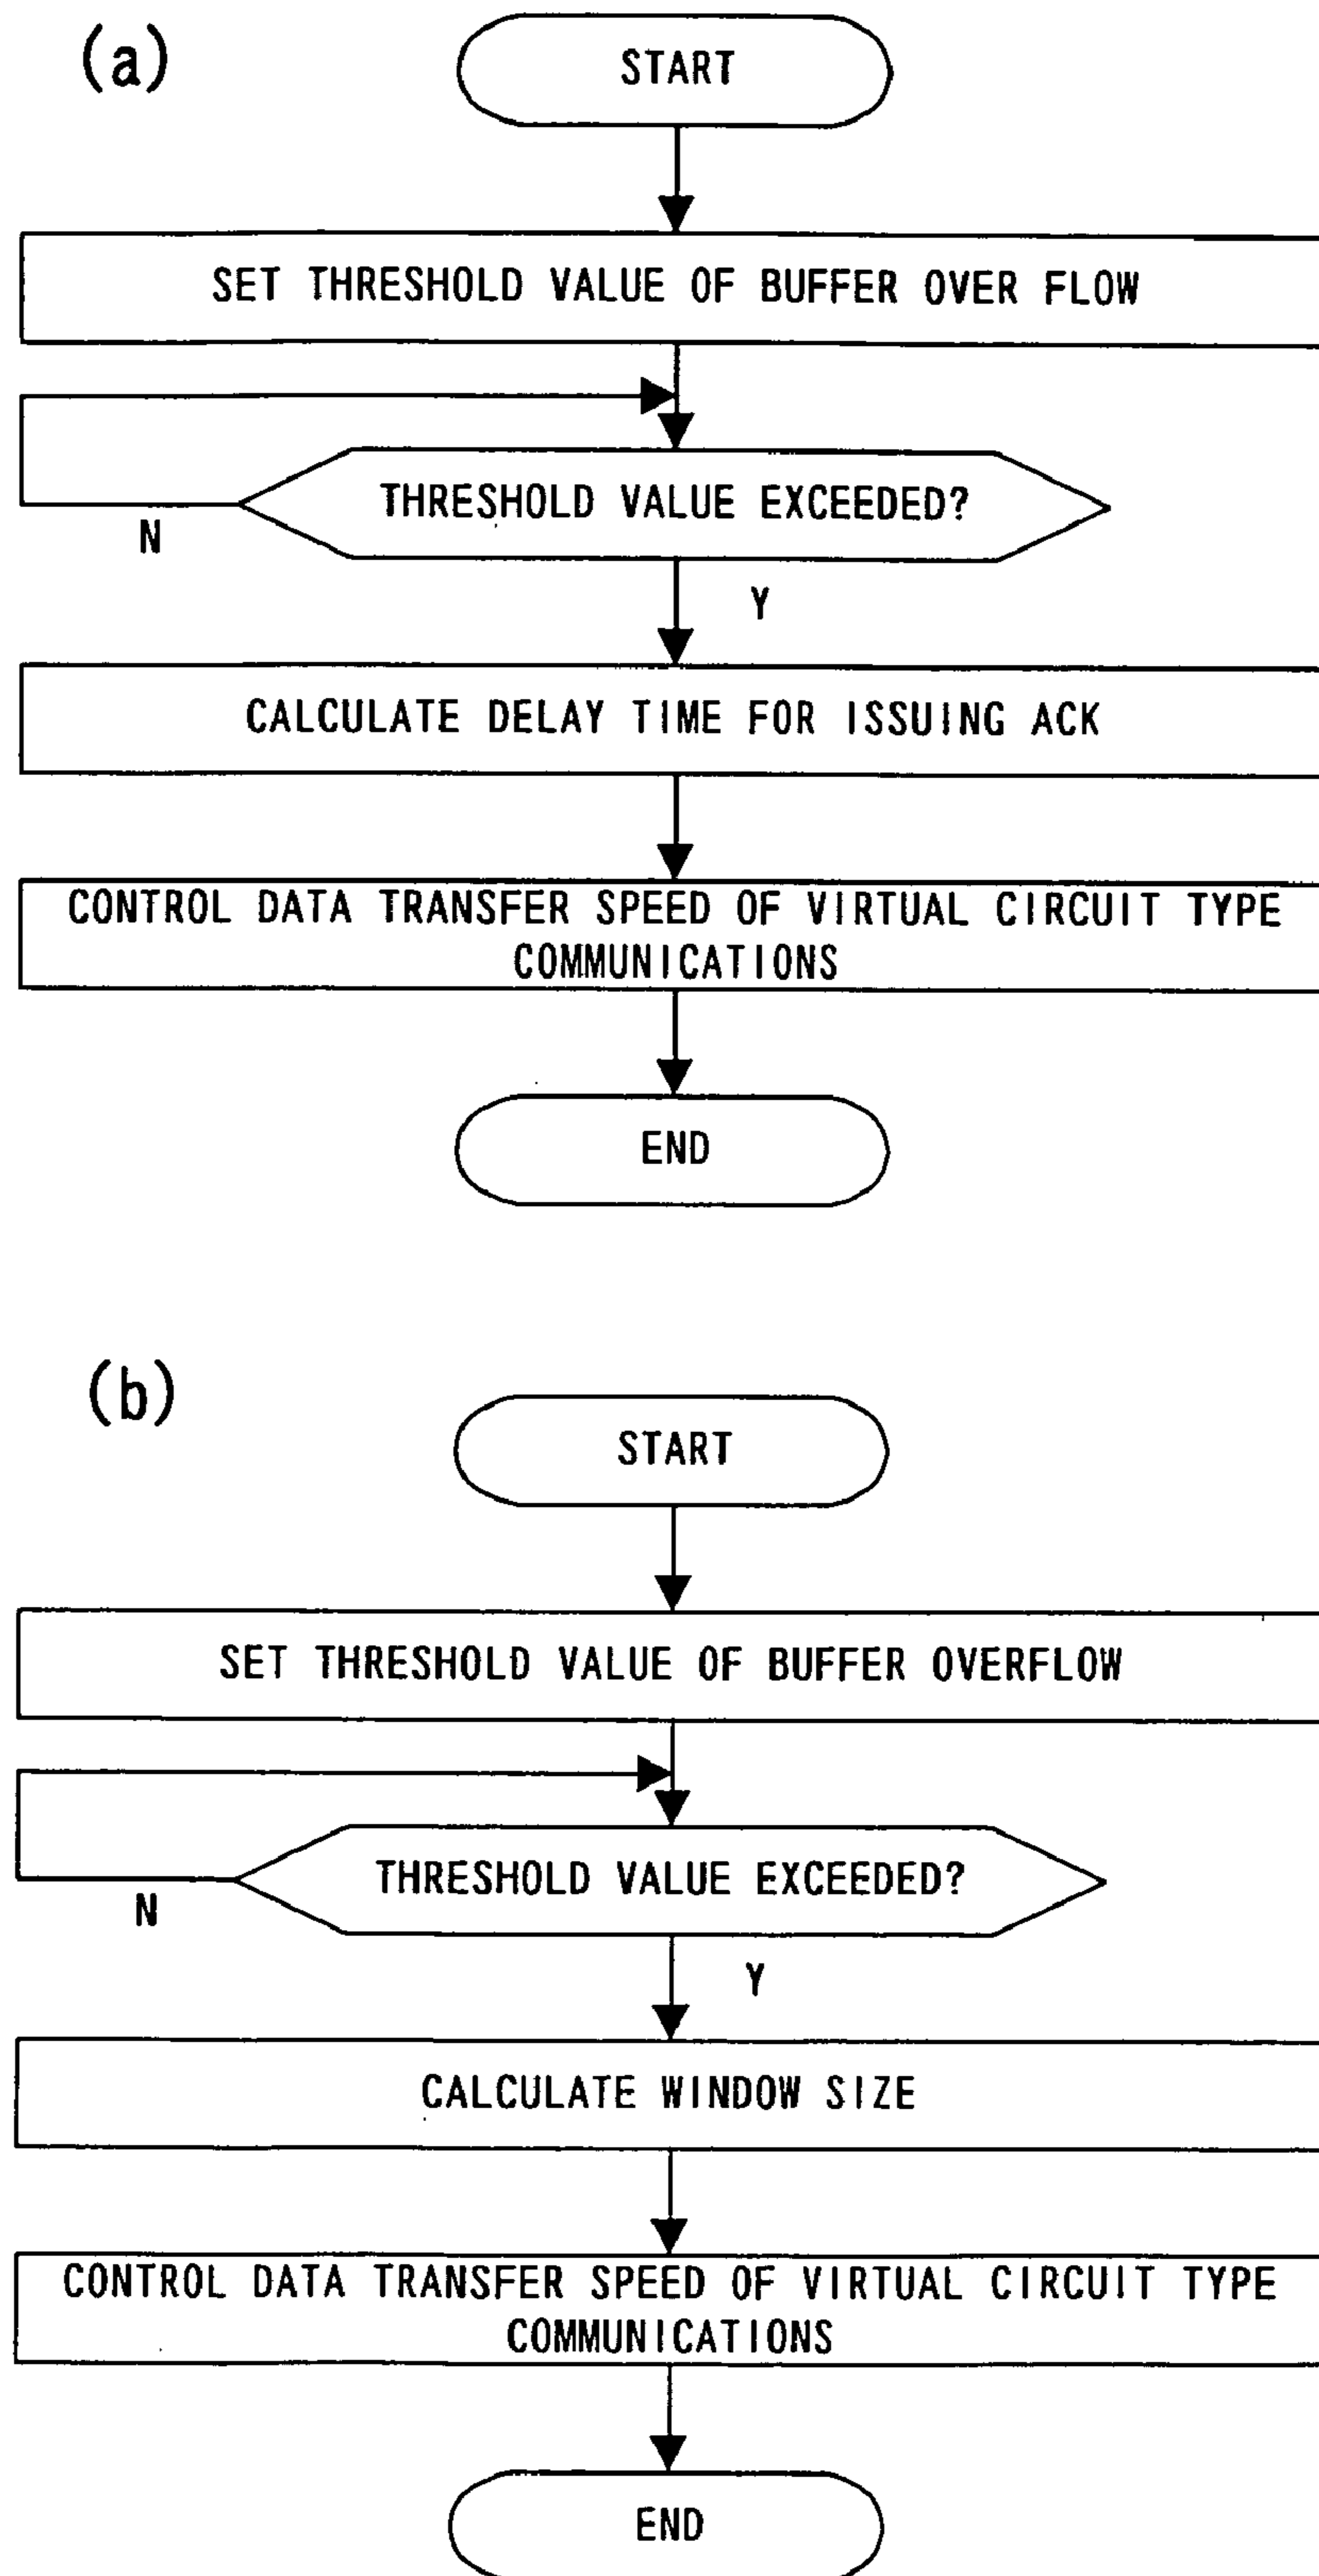 (a)
START
SET THRESHOLD VALUE OF BUFFER OVER FLOW
THRESHOLD VALUE EXCEEDED?
N
Y
CALCULATE DELAY TIME FOR ISSUING ACK
CONTROL DATA TRANSFER SPEED OF VIRTUAL CIRCUIT TYPE
COMMUNICATIONS
END
(b)
START
SET THRESHOLD VALUE OF BUFFER OVERFLOW
THRESHOLD VALUE EXCEEDED?
N
Y
CALCULATE WINDOW SIZE
CONTROL DATA TRANSFER SPEED OF VIRTUAL CIRCUIT TYPE
COMMUNICATIONS
END